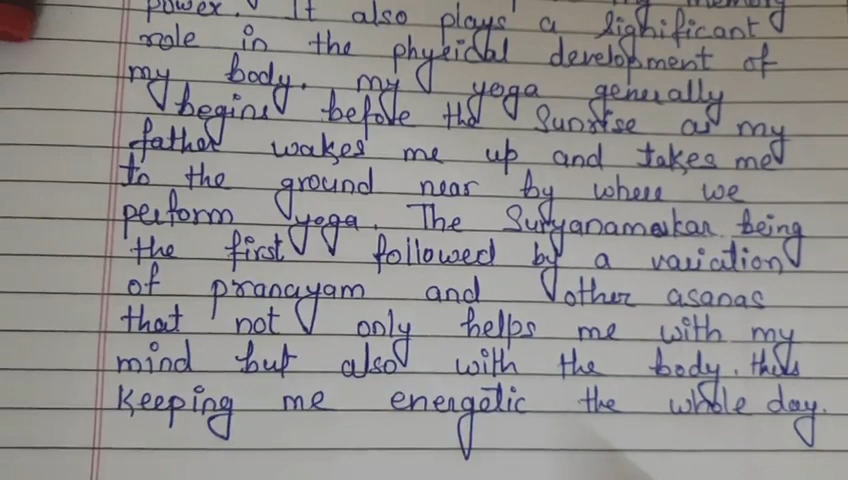 power. It also plays a significant
role in the physical development of
my body. my yoga generally
begins before the Sunrise as my
father wakes me up and takes me
to the ground near by where we
perform yoga. The Suryanamaskar being
the first followed by a variation
of pranayam and other asanas
that not only helps me with my
mind but also with the body. thus
keeping me energetic the whole day.